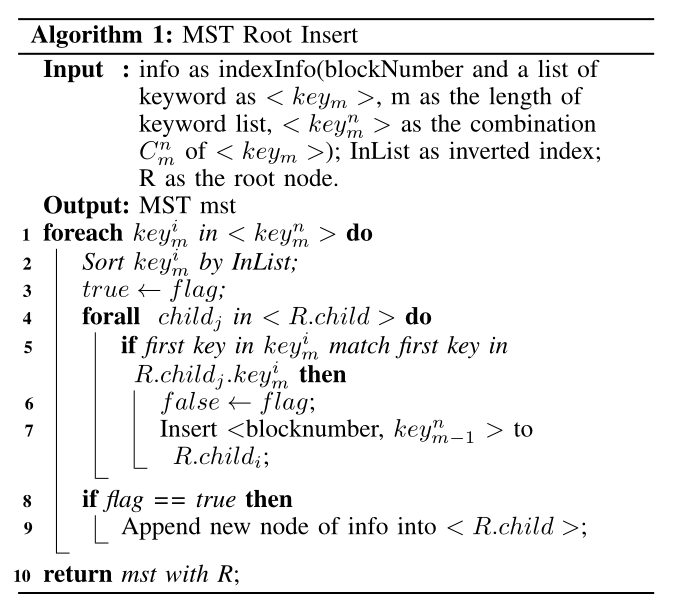 Algorithm 1: MST Root Insert
Input : info as indexInfo(blockNumber and a list of
keyword as < key_m >, m as the length of
keyword list, < key_m^n > as the combination
C_m^n of < key_m >); InList as inverted index;
R as the root node.
Output: MST mst
1 foreach key_m^i in < key_m^n > do
2 Sort key_m^i by InList;
3 true ← flag;
4 forall child_j in < R.child > do
5 if first key in key_m^i match first key in
R.child_j.key_m^i then
6 false ← flag;
7 Insert <blocknumber, key_{m−1}^n > to
R.child_i;
8 if flag == true then
9 Append new node of info into < R.child >;
10 return mst with R;